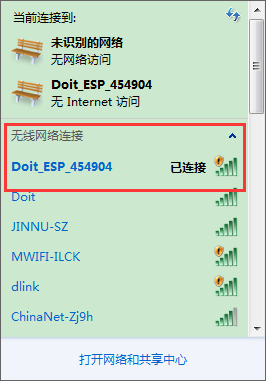 当前连接到:
未识别的网络
无网络访问
Doit_ESP_454904
无 Internet 访问
无线网络连接
Doit_ESP_454904 已连接
Doit
JINNU-SZ
MWIFI-ILCK
dlink
ChinaNet-Zj9h
打开网络和共享中心